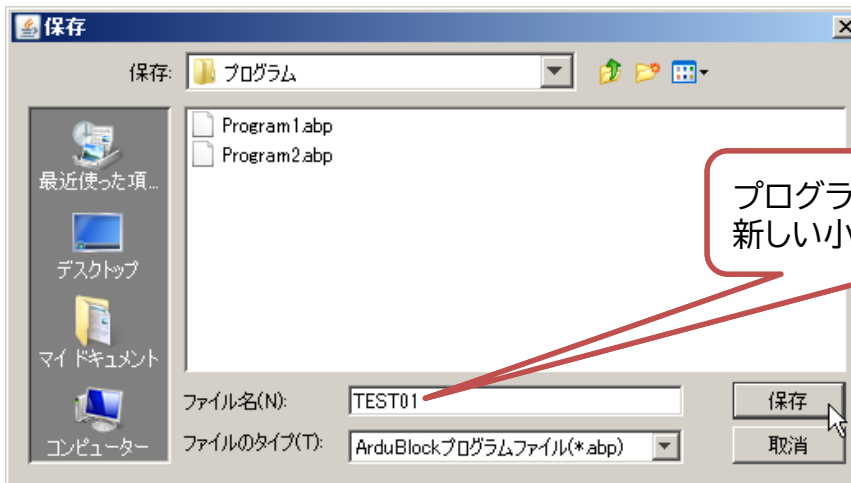 保存
保存:
プログラム
Program1.abp
Program2.abp
最近使った項...
デスクトップ
マイ ドキュメント
コンピューター
プログラ
新しい小
ファイル名(N):
TEST01
保存
ファイルのタイプ(T):
ArduBlockプログラムファイル(*.abp)
取消